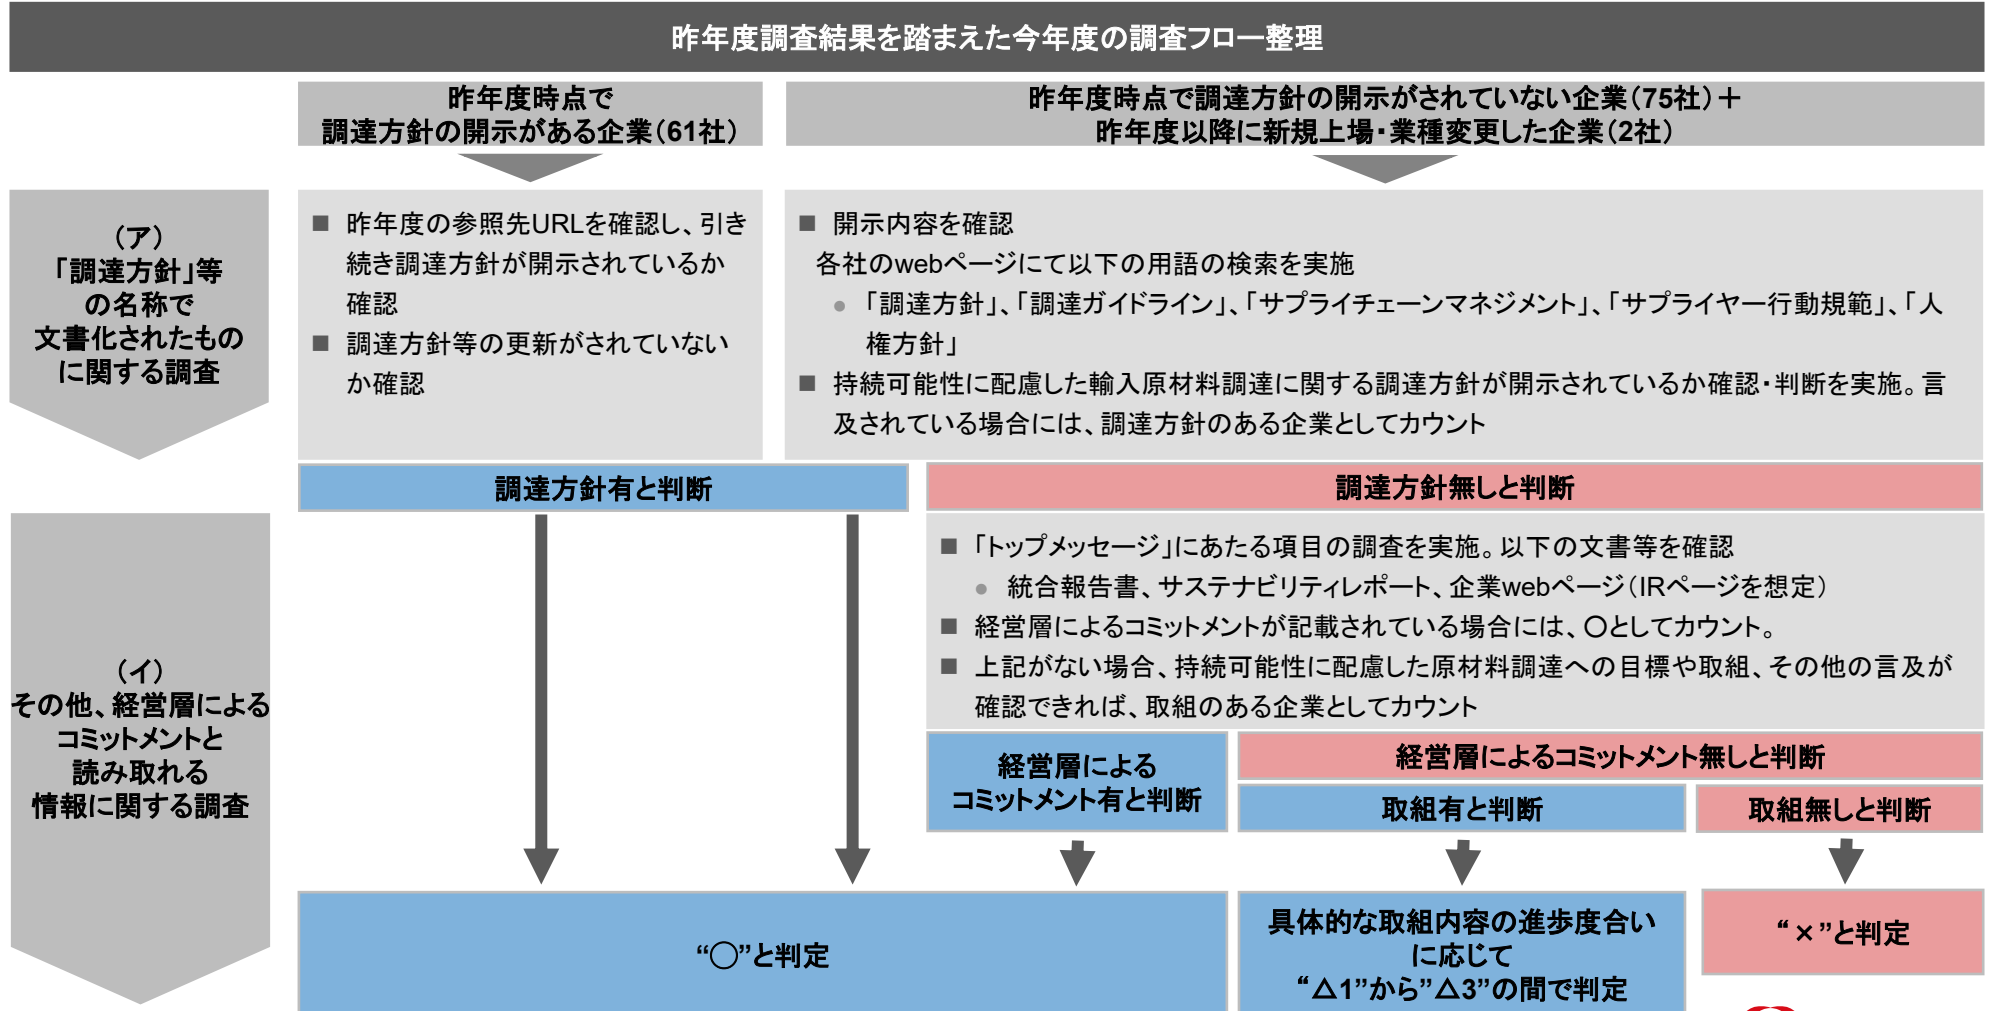 昨年度調査結果を踏まえた今年度の調査フロー整理
昨年度時点で
調達方針の開示がある企業（61社）
昨年度時点で調達方針の開示がされていない企業（75社）＋
昨年度以降に新規上場・業種変更した企業（2社）
（ア）
「調達方針」等
の名称で
文書化されたもの
に関する調査
■ 昨年度の参照先URLを確認し、引き
続き調達方針が開示されているか
確認
■ 調達方針等の更新がされていない
か確認
■ 開示内容を確認
各社のwebページにて以下の用語の検索を実施
● 「調達方針」、「調達ガイドライン」、「サプライチェーンマネジメント」、「サプライヤー行動規範」、「人
権方針」
■ 持続可能性に配慮した輸入原材料調達に関する調達方針が開示されているか確認・判断を実施。言
及されている場合には、調達方針のある企業としてカウント
調達方針有と判断
調達方針無しと判断
（イ）
その他、経営層による
コミットメントと
読み取れる
情報に関する調査
■ 「トップメッセージ」にあたる項目の調査を実施。以下の文書等を確認
● 統合報告書、サステナビリティレポート、企業webページ（IRページを想定）
■ 経営層によるコミットメントが記載されている場合には、〇としてカウント。
■ 上記がない場合、持続可能性に配慮した原材料調達への目標や取組、その他の言及が
確認できれば、取組のある企業としてカウント
経営層による
コミットメント有と判断
経営層によるコミットメント無しと判断
取組有と判断
取組無しと判断
“◯”と判定
具体的な取組内容の進歩度合い
に応じて
“△1”から”△3”の間で判定
“×”と判定